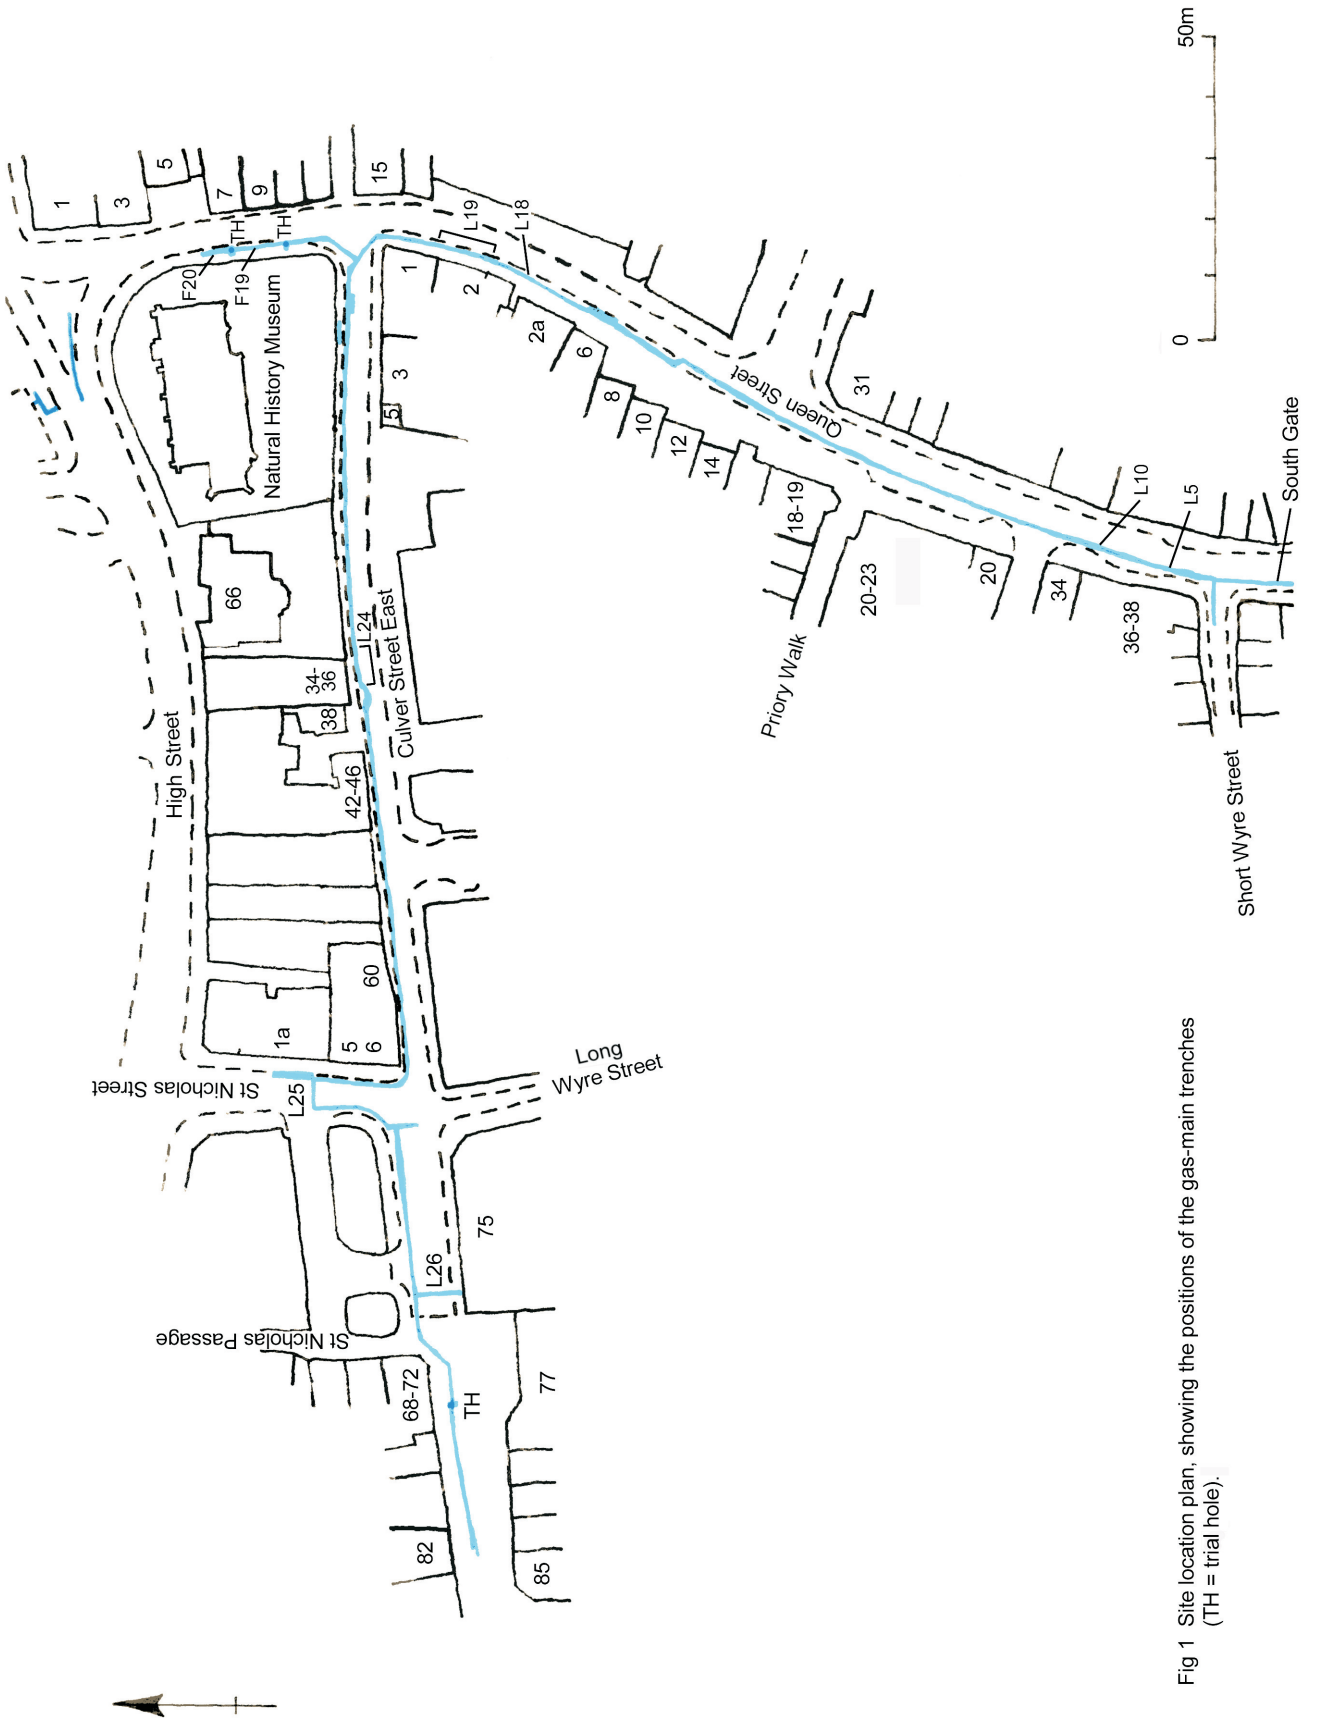 High Street
Natural History Museum
Culver Street East
Queen Street
Priory Walk
Short Wyre Street
South Gate
Long
Wyre Street
St Nicholas Street
St Nicholas Passage
1
3
5
7
9
15
TH
TH
F20
F19
L19
L18
1
2
2a
6
8
10
12
14
18-19
20-23
20
34
36-38
31
L10
L5
3
5
66
34-
36
38
42-46
L24
60
1a
5
6
L25
L26
75
77
68-72
TH
82
85
0
50m
Fig 1 Site location plan, showing the positions of the gas-main trenches
(TH = trial hole).